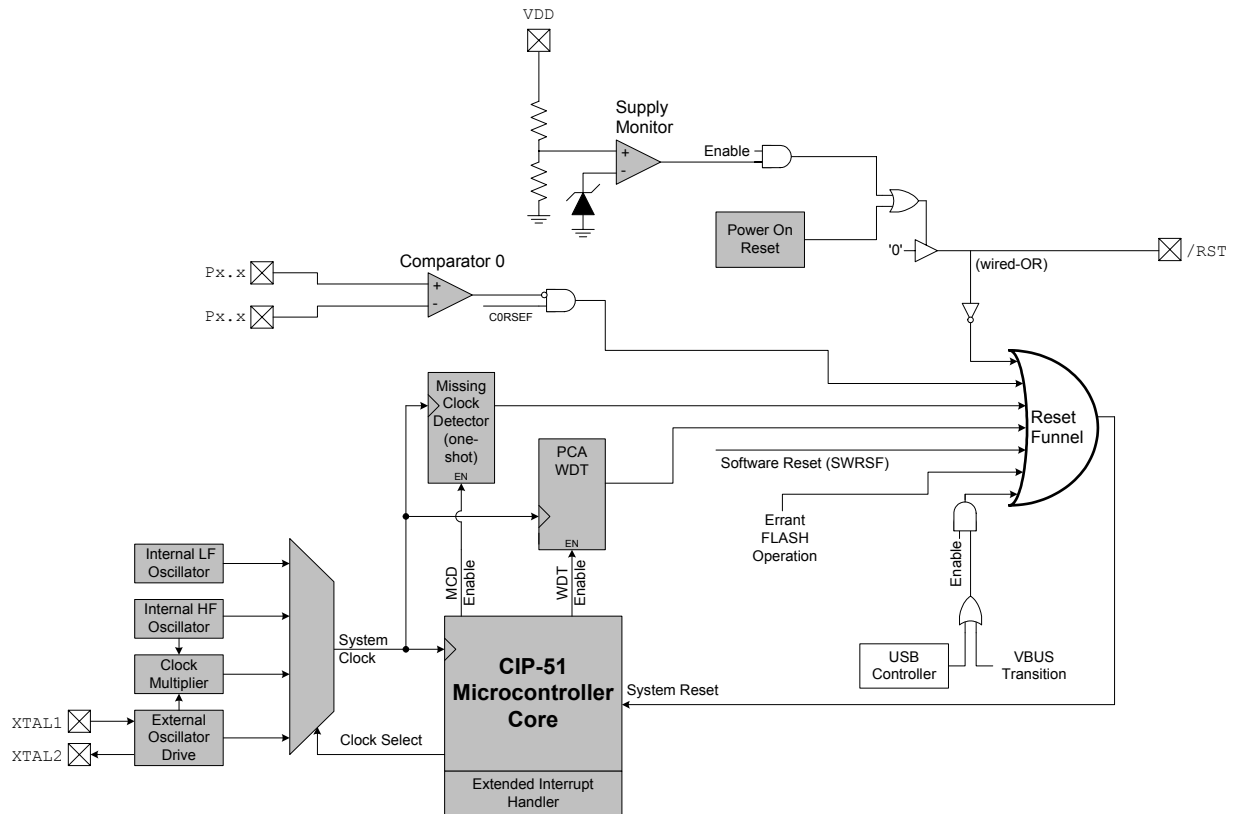 VDD
Supply
Monitor
+
-
Enable
Power On
Reset
'0'
(wired-OR)
/RST
Px.x
Px.x
Comparator 0
+
-
C0RSEF
Missing
Clock
Detector
(one-
shot)
EN
PCA
WDT
EN
Software Reset (SWRSF)
Errant
FLASH
Operation
Reset
Funnel
Enable
USB
Controller
VBUS
Transition
Internal LF
Oscillator
Internal HF
Oscillator
Clock
Multiplier
External
Oscillator
Drive
XTAL1
XTAL2
System
Clock
Clock Select
MCD
Enable
WDT
Enable
CIP-51
Microcontroller
Core
System Reset
Extended Interrupt
Handler